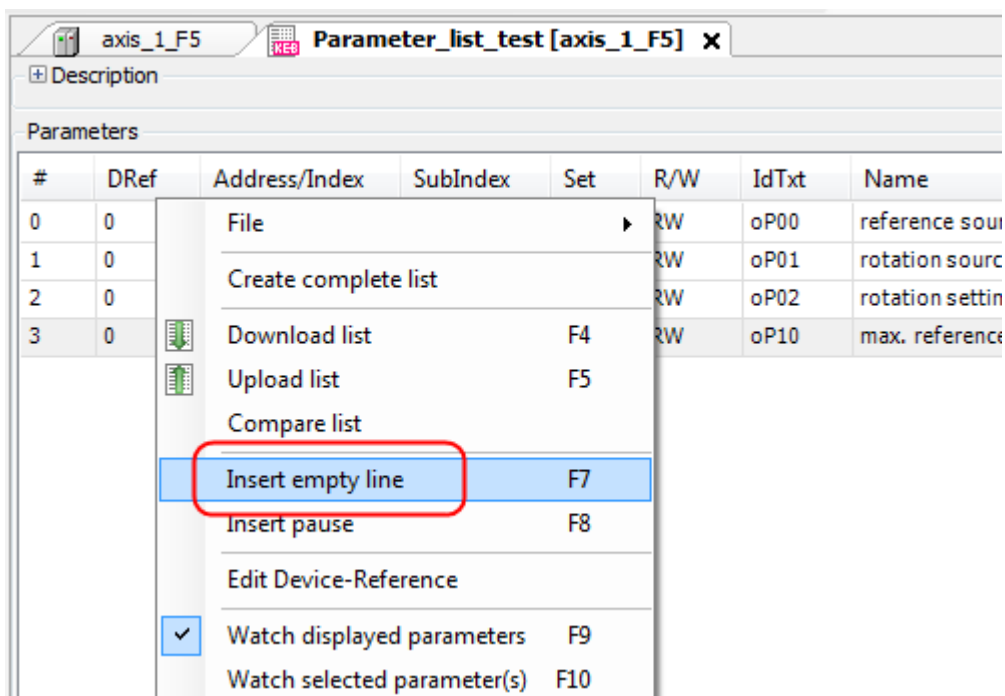 axis_1_F5 KEB Parameter_list_test [axis_1_F5] x
Description
Parameters
# DRef Address/Index SubIndex Set R/W IdTxt Name
0 0 RW oP00 reference sour
1 0 RW oP01 rotation sourc
2 0 RW oP02 rotation settin
3 0 RW oP10 max. reference
File
Create complete list
Download list F4
Upload list F5
Compare list
Insert empty line F7
Insert pause F8
Edit Device-Reference
Watch displayed parameters F9
Watch selected parameter(s) F10